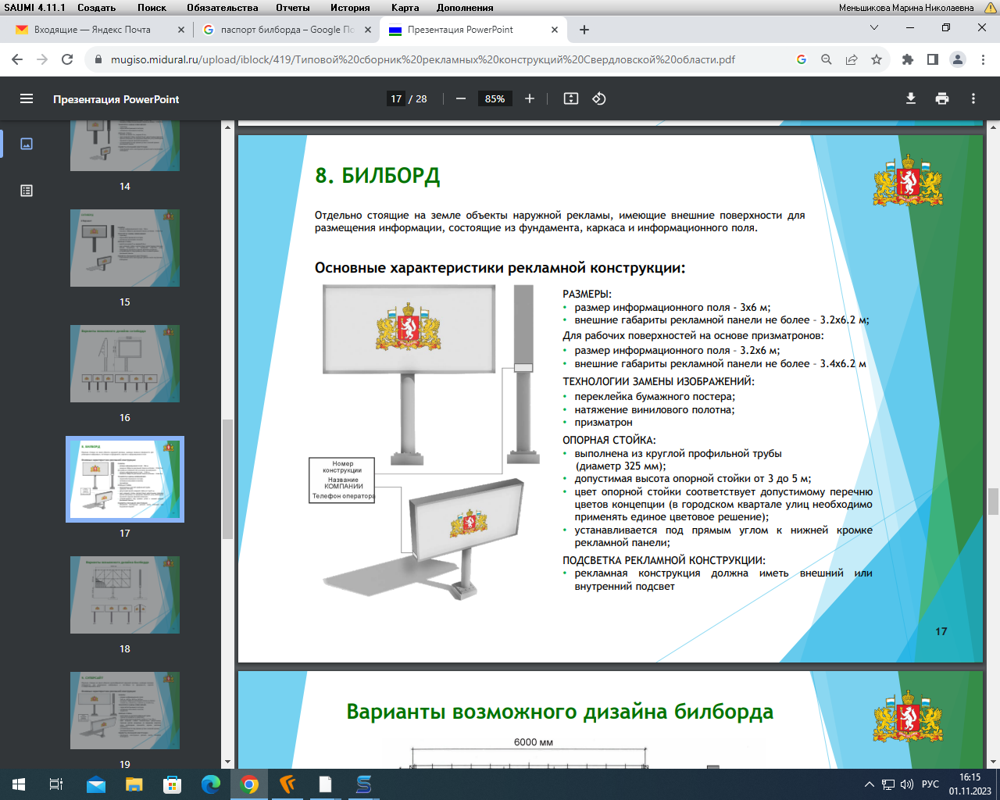 SAUMI 4.11.1 Создать Поиск Обязательства Отчеты История Карта Дополнения Меньшикова Марина Николаевна
Входящие — Яндекс Почта
паспорт билборда – Google По
Презентация PowerPoint
mugiso.midural.ru/upload/iblock/419/Типовой%20сборник%20рекламных%20конструкций%20Свердловской%20области.pdf
Презентация PowerPoint
17 / 28
85%
14
15
16
17
18
19
8. БИЛБОРД
Отдельно стоящие на земле объекты наружной рекламы, имеющие внешние поверхности для
размещения информации, состоящие из фундамента, каркаса и информационного поля.
Основные характеристики рекламной конструкции:
Номер
конструкции
Название
КОМПАНИИ
Телефон оператора
РАЗМЕРЫ:
• размер информационного поля - 3х6 м;
• внешние габариты рекламной панели не более – 3.2х6.2 м;
Для рабочих поверхностей на основе призматронов:
• размер информационного поля – 3.2х6 м;
• внешние габариты рекламной панели не более – 3.4х6.2 м
ТЕХНОЛОГИИ ЗАМЕНЫ ИЗОБРАЖЕНИЙ:
• переклейка бумажного постера;
• натяжение винилового полотна;
• призматрон
ОПОРНАЯ СТОЙКА:
• выполнена из круглой профильной трубы
(диаметр 325 мм);
• допустимая высота опорной стойки от 3 до 5 м;
• цвет опорной стойки соответствует допустимому перечню
цветов концепции (в городском квартале улиц необходимо
применять единое цветовое решение);
• устанавливается под прямым углом к нижней кромке
рекламной панели;
ПОДСВЕТКА РЕКЛАМНОЙ КОНСТРУКЦИИ:
• рекламная конструкция должна иметь внешний или
внутренний подсвет
17
Варианты возможного дизайна билборда
6000 мм
РУС
16:15
01.11.2023